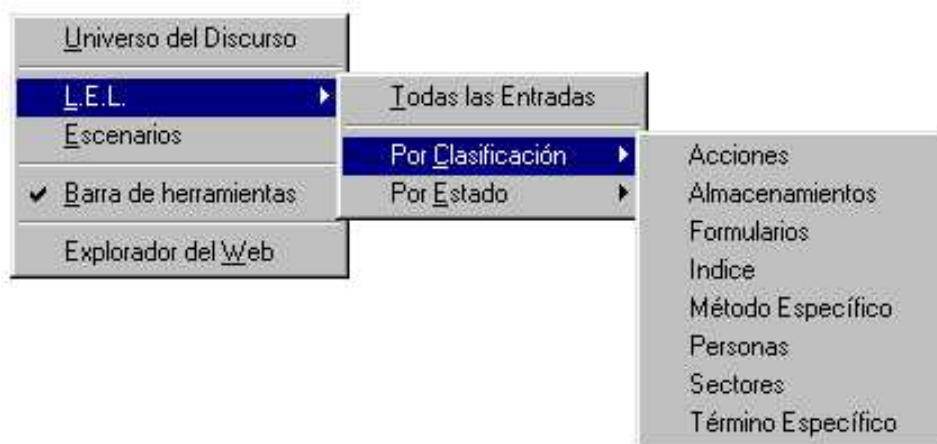 Universo del Discurso
L.E.L.
Escenarios
Barra de herramientas
Explorador del Web
Todas las Entradas
Por Clasificación
Por Estado
Acciones
Almacenamientos
Formularios
Indice
Método Específico
Personas
Sectores
Término Específico